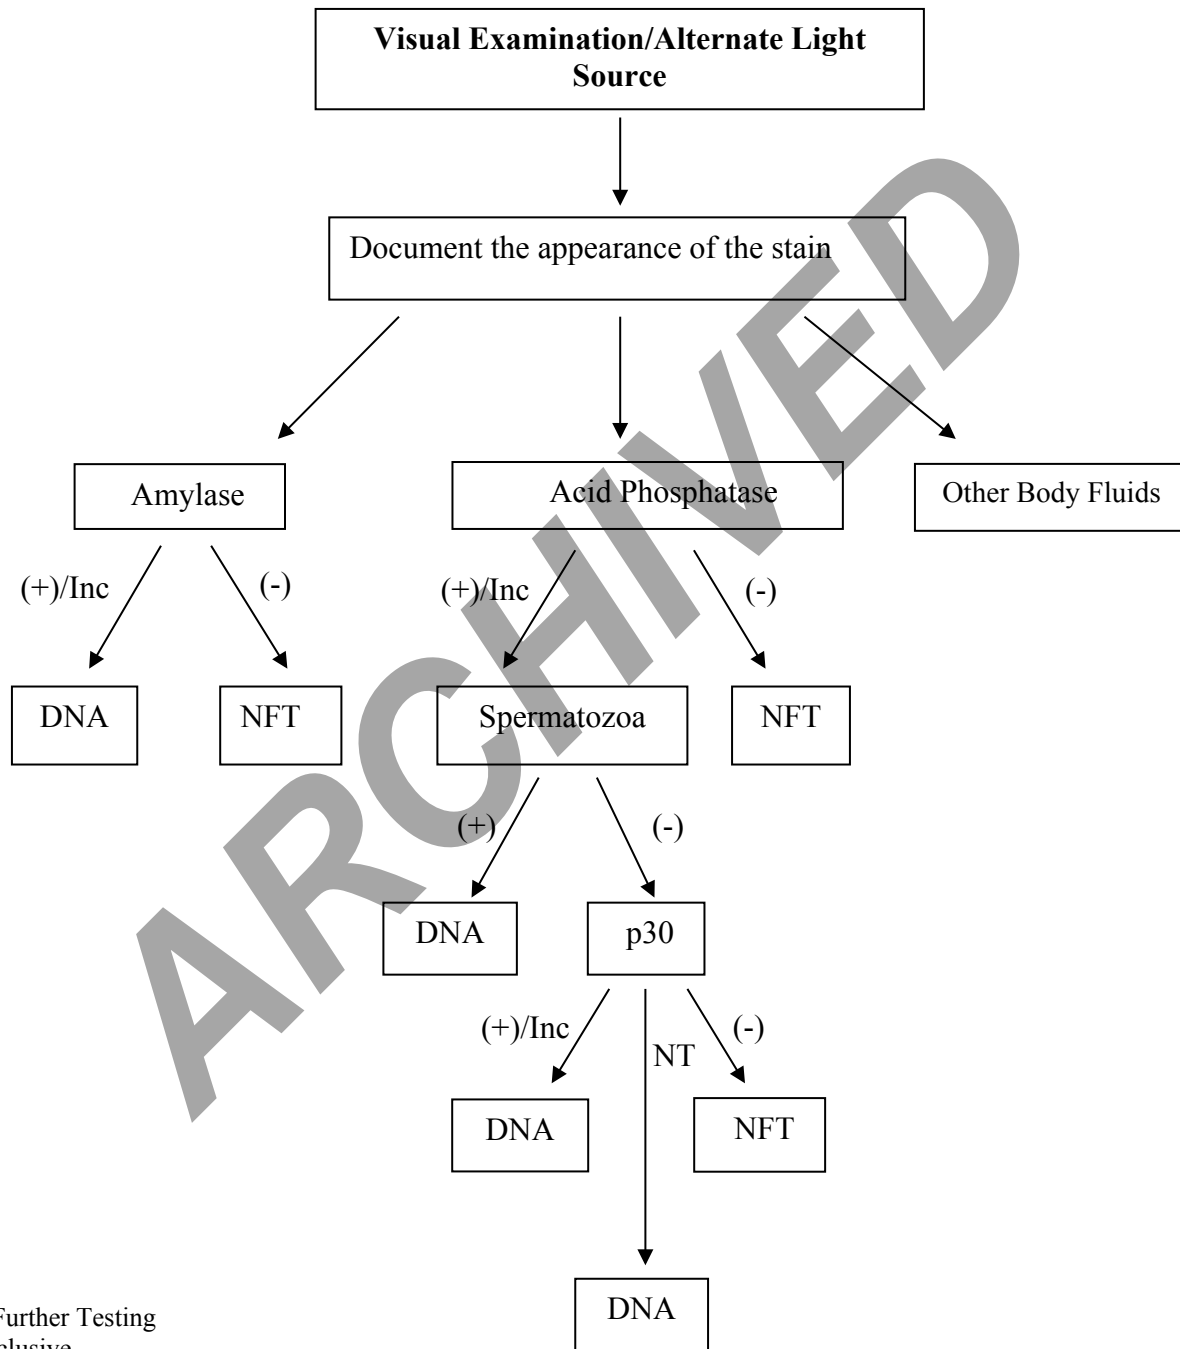 Visual Examination/Alternate Light
Source
Document the appearance of the stain
Amylase
Acid Phosphatase
Other Body Fluids
(+)/Inc
(-)
(+)/Inc
(-)
DNA
NFT
Spermatozoa
NFT
(+)
(-)
DNA
p30
(+)/Inc
NT
(-)
DNA
NFT
DNA
Further Testing
ARCHIVED